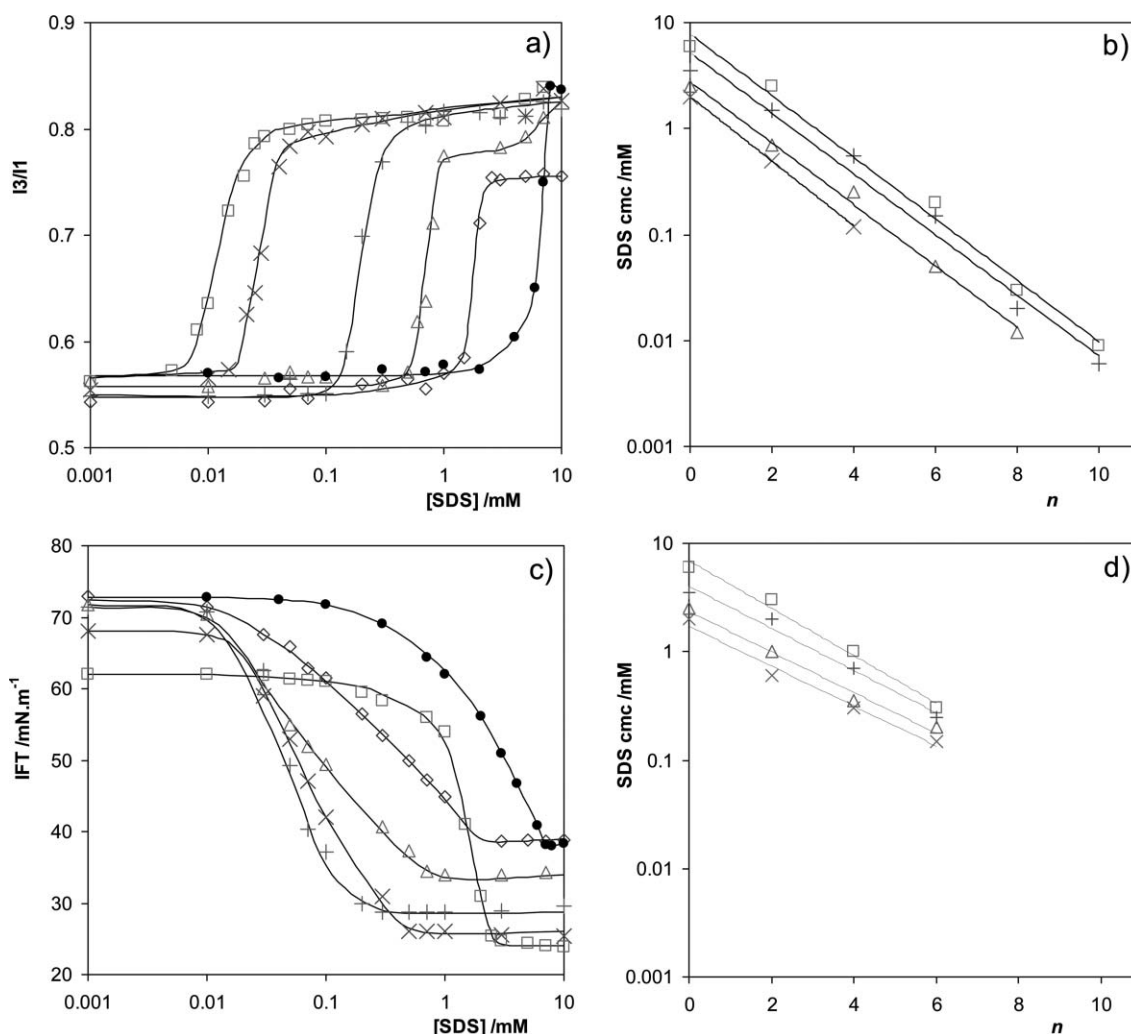 a)
0.9
0.8
0.7
0.6
0.5
I3/I1
0.001 0.01 0.1 1 10
[SDS] /mM
b)
10
1
0.1
0.01
0.001
SDS cmc /mM
0 2 4 6 8 10
n
c)
80
70
60
50
40
30
20
IFT /mN.m-1
0.001 0.01 0.1 1 10
[SDS] /mM
d)
10
1
0.1
0.01
0.001
SDS cmc /mM
0 2 4 6 8 10
n